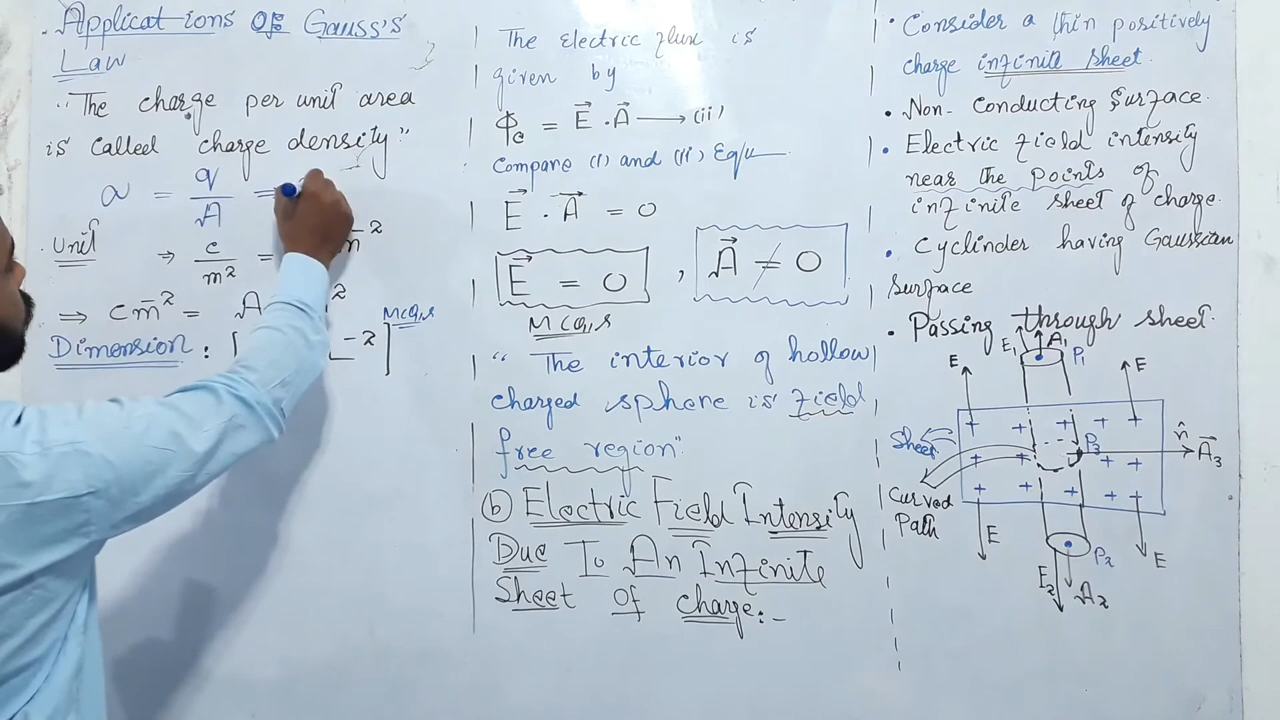 Applications Of Gauss's
Law
"The charge per unit area
is called charge density"
= q/A =
Unit ⇒ c/m² = m⁻²
⇒ cm⁻² = A ²
MCQ,s
Dimension : [ -2]
The electric flux is
given by
Φe = E⃗ . A⃗ → (ii)
Compare (i) and (ii) Eq/n
E⃗ . A⃗ = 0
E⃗ = 0 , A⃗ ≠ 0
MCQ,s
"The interior of hollow
charged sphere is field
free region"
(b) Electric Field Intensity
Due To An Infinite
Sheet Of charge:-
• Consider a thin positively
charge infinite sheet.
• Non-Conducting Surface.
• Electric field intensity
near the points of
infinite sheet of charge.
• Cyclinder having Gaussian
surface
• Passing through sheet.
E₁ A₁ P₁
E E
+ + + + +
Sheet P₃ n̂ A⃗₃
+ + + + +
Curved
Path
+ + + + +
E E
P₂
E₂ A₂